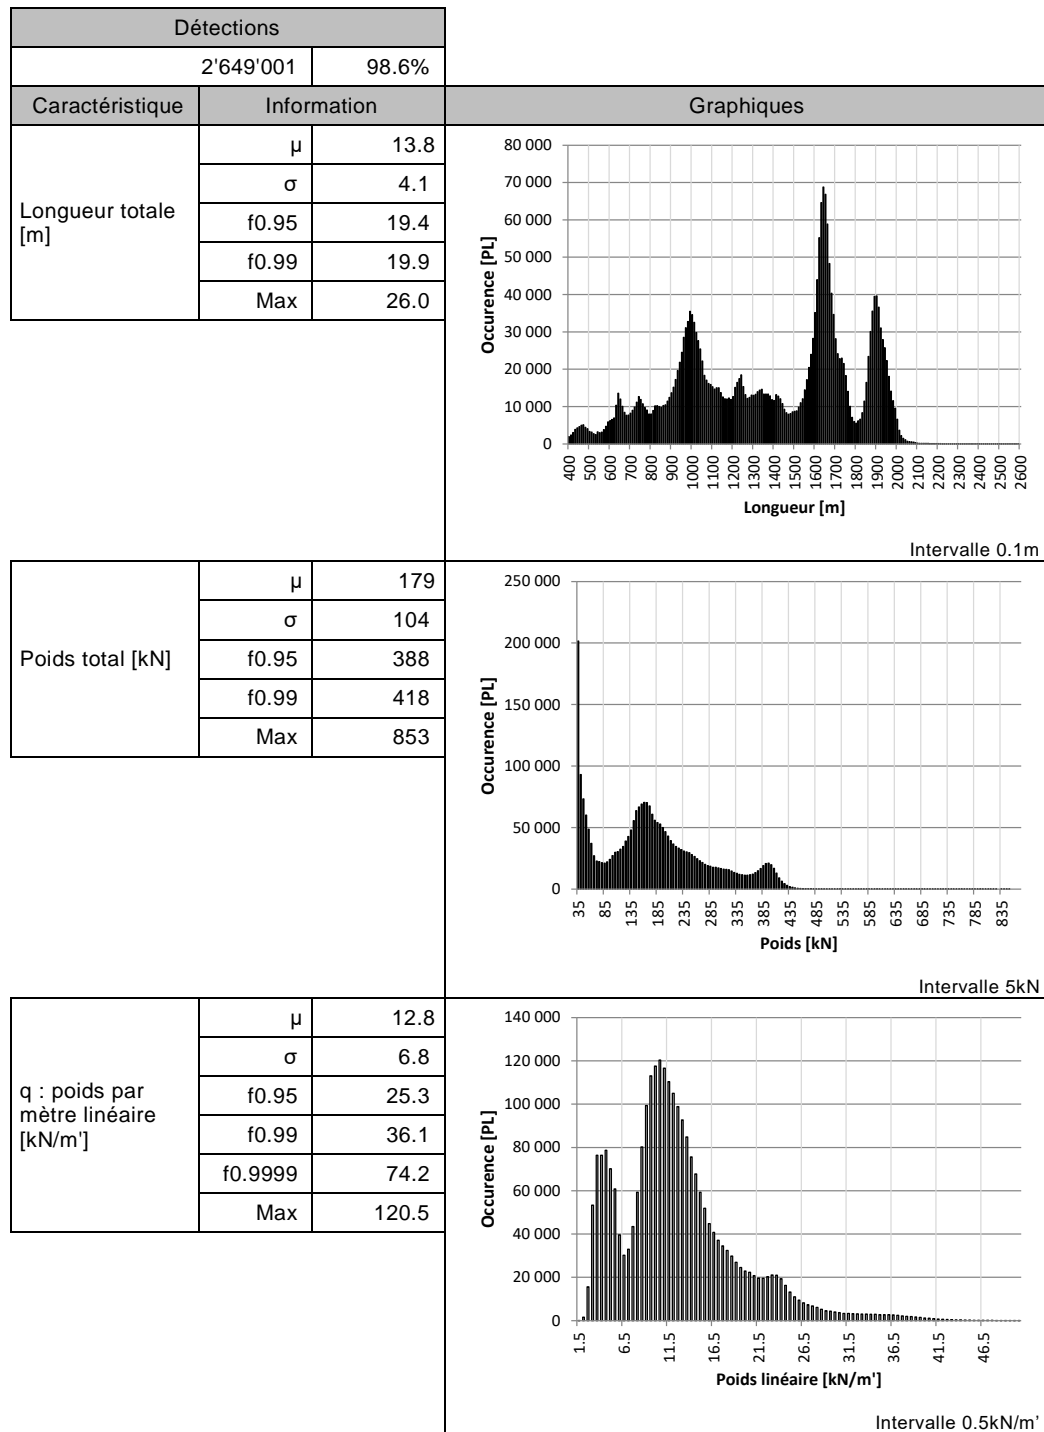 Détections
2'649'001 98.6%
Caractéristique Information Graphiques
Longueur totale
[m]
μ 13.8
σ 4.1
f0.95 19.4
f0.99 19.9
Max 26.0
80 000
70 000
60 000
50 000
40 000
30 000
20 000
10 000
0
Occurence [PL]
400 500 600 700 800 900 1000 1100 1200 1300 1400 1500 1600 1700 1800 1900 2000 2100 2200 2300 2400 2500 2600
Longueur [m]
Intervalle 0.1m
Poids total [kN]
μ 179
σ 104
f0.95 388
f0.99 418
Max 853
250 000
200 000
150 000
100 000
50 000
0
Occurence [PL]
35 85 135 185 235 285 335 385 435 485 535 585 635 685 735 785 835
Poids [kN]
Intervalle 5kN
q : poids par
mètre linéaire
[kN/m']
μ 12.8
σ 6.8
f0.95 25.3
f0.99 36.1
f0.9999 74.2
Max 120.5
140 000
120 000
100 000
80 000
60 000
40 000
20 000
0
Occurence [PL]
1.5 6.5 11.5 16.5 21.5 26.5 31.5 36.5 41.5 46.5
Poids linéaire [kN/m']
Intervalle 0.5kN/m’